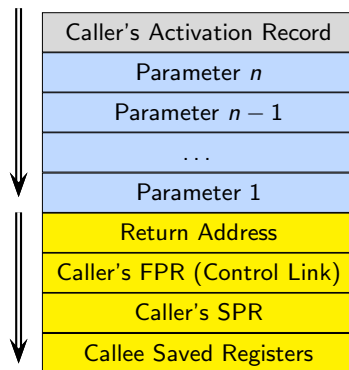 Caller's Activation Record
Parameter n
Parameter n − 1
...
Parameter 1
Return Address
Caller's FPR (Control Link)
Caller's SPR
Callee Saved Registers